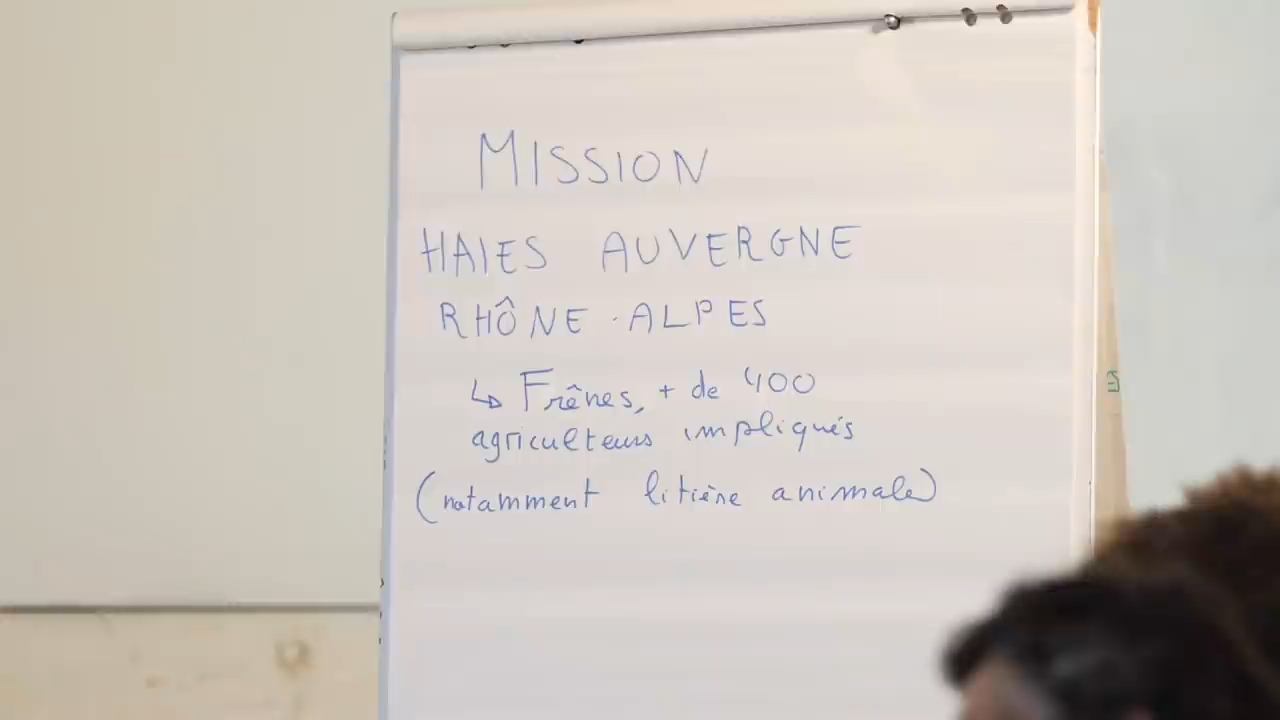 MISSION
HAIES AUVERGNE
RHÔNE-ALPES
↳ Frênes, + de 400
agriculteurs impliqués
(notamment litière animale)